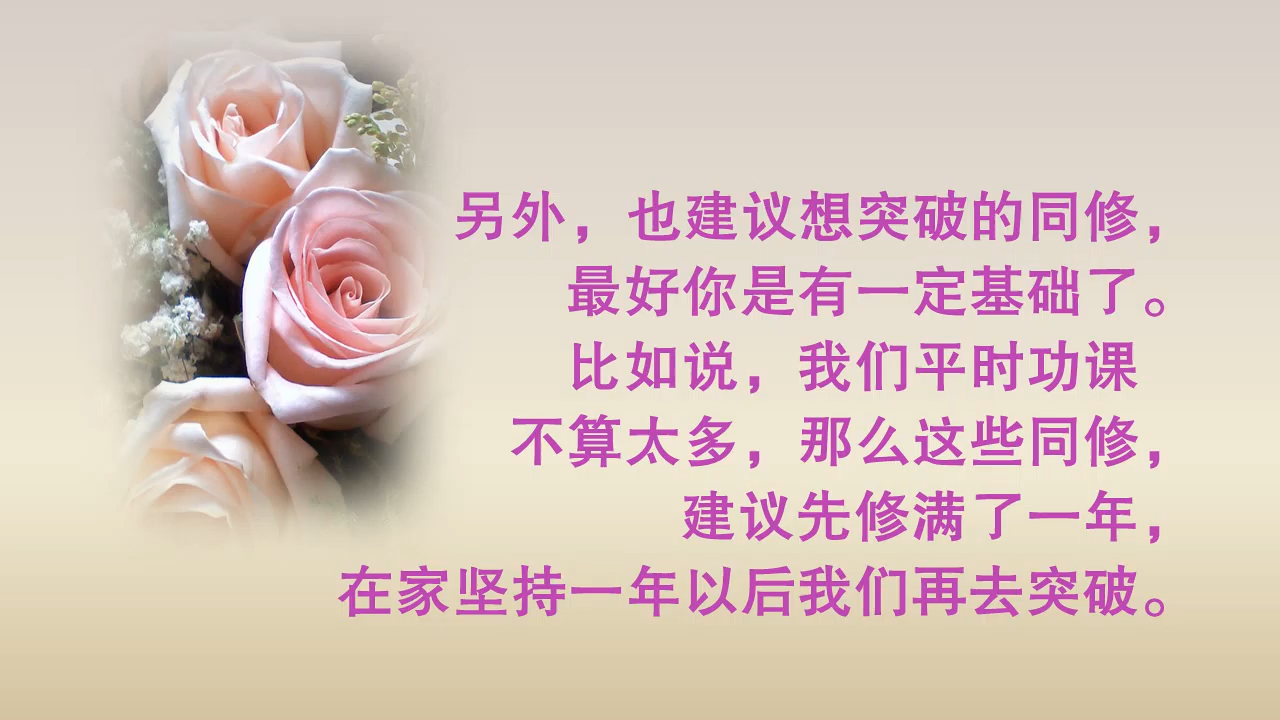 另外，也建议想突破的同修，
最好你是有一定基础了。
比如说，我们平时功课
不算太多，那么这些同修，
建议先修满了一年，
在家坚持一年以后我们再去突破。